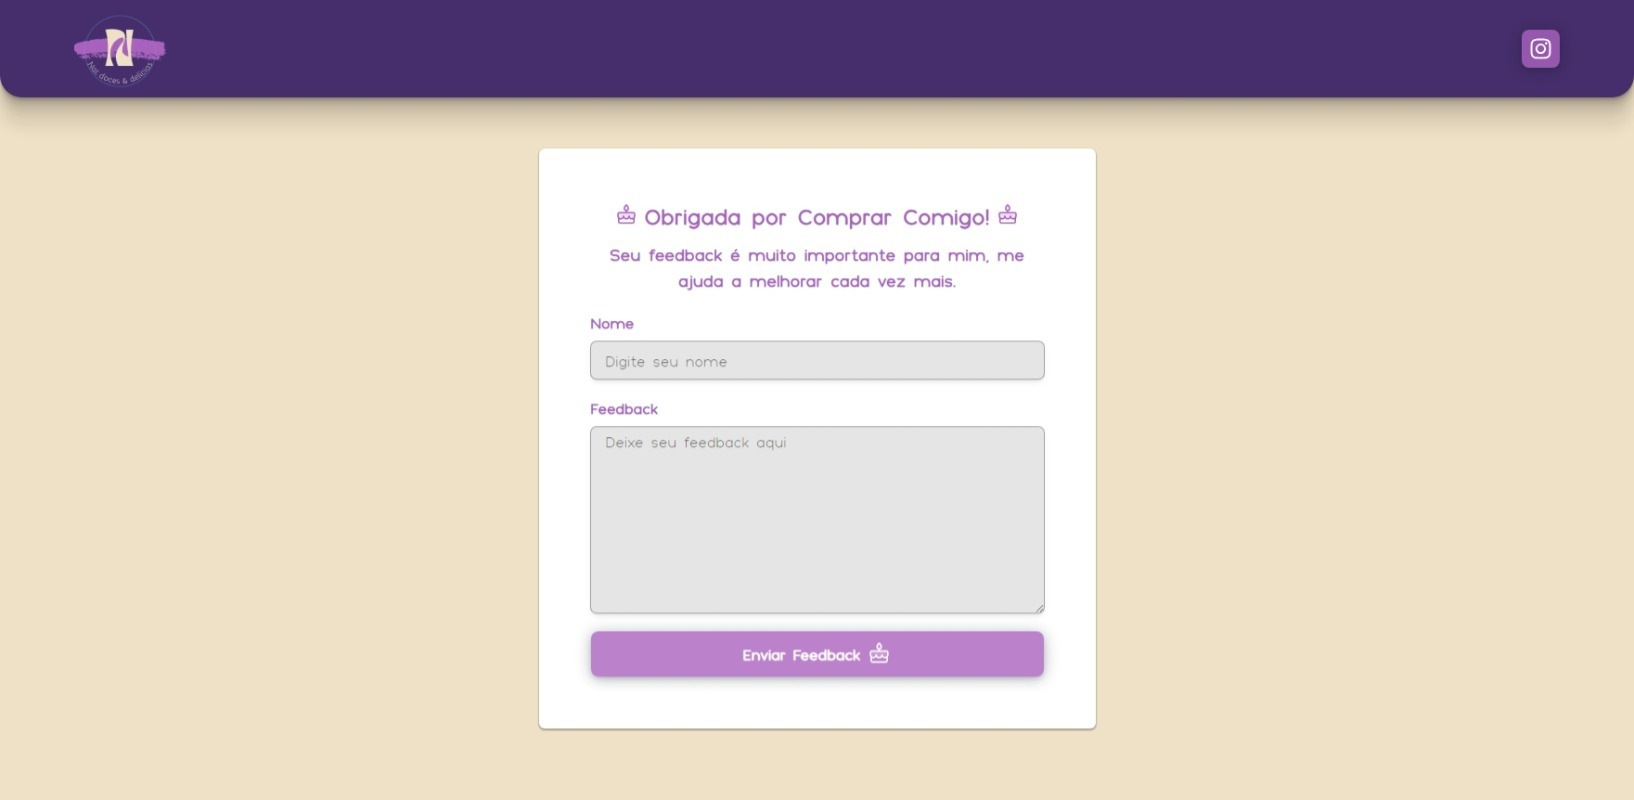 N
Nas doces & delícias
Obrigada por Comprar Comigo!
Seu feedback é muito importante para mim, me
ajuda a melhorar cada vez mais.
Nome
Digite seu nome
Feedback
Deixe seu feedback aqui
Enviar Feedback